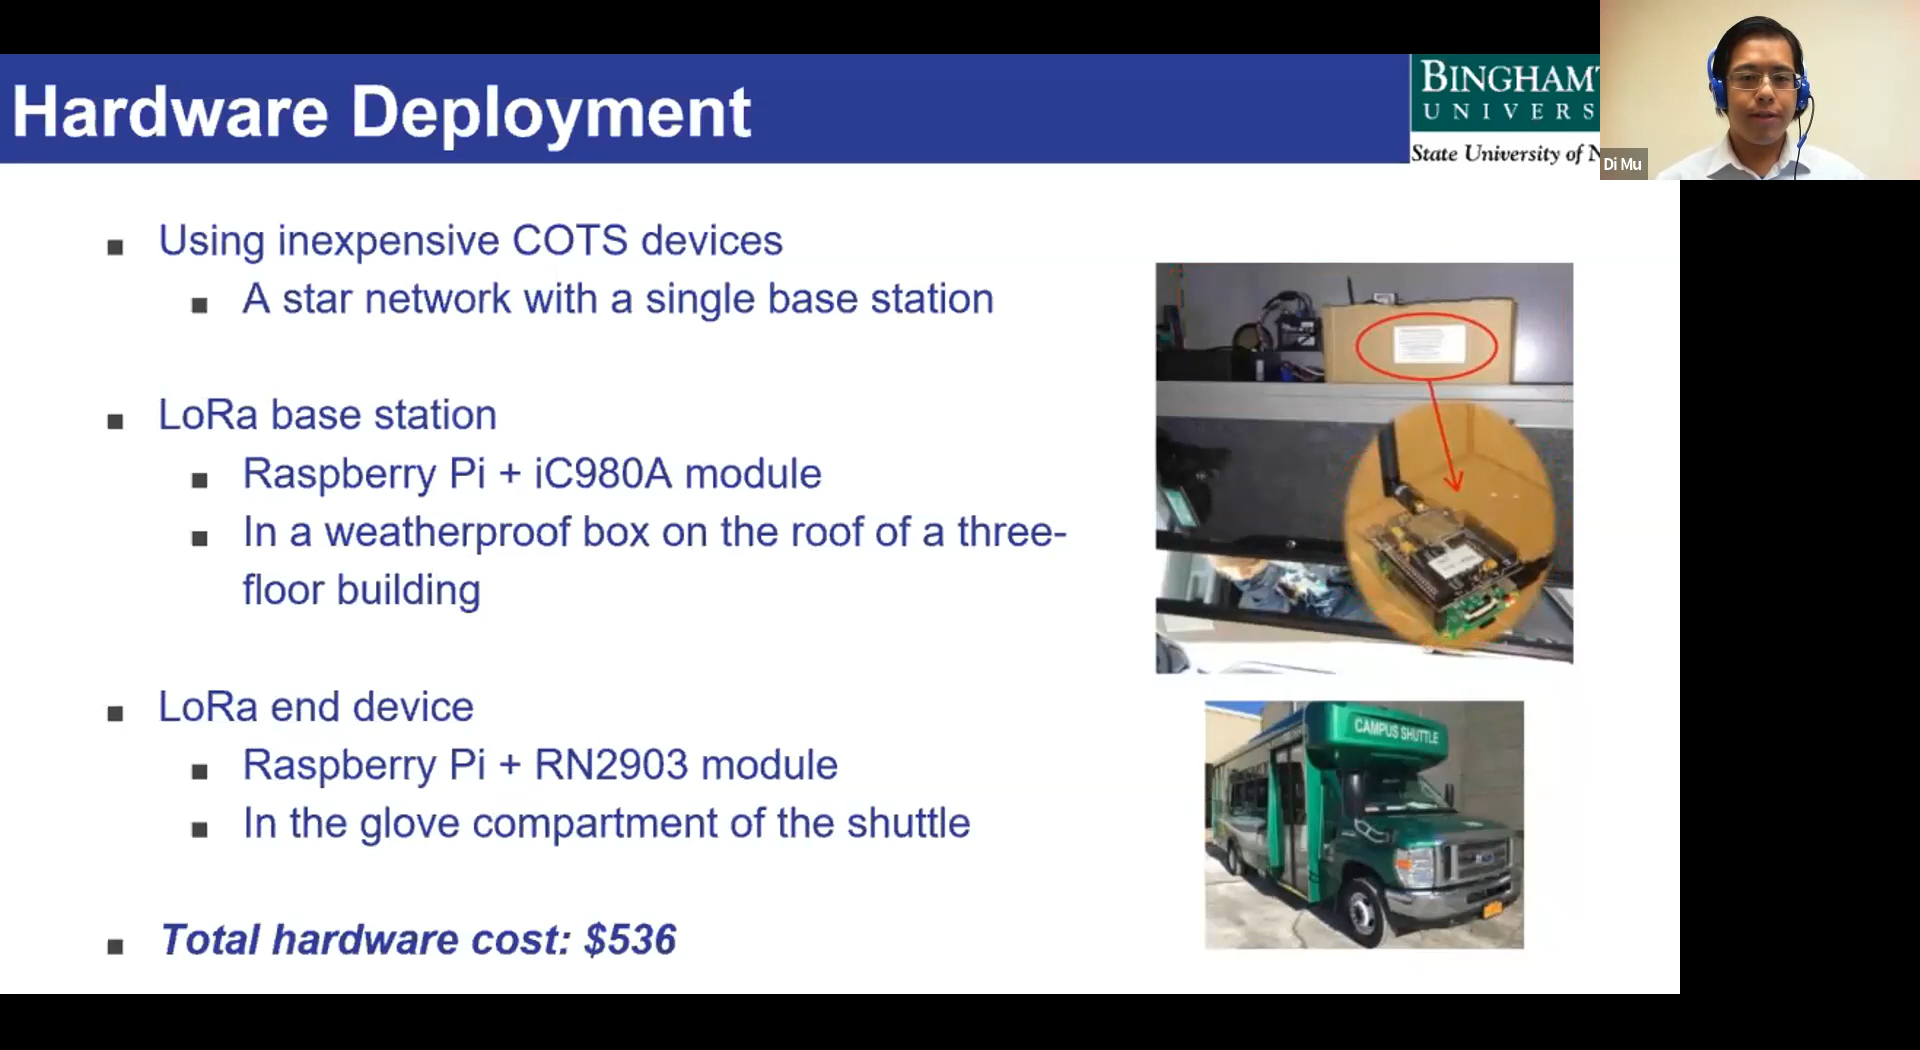 Hardware Deployment
BINGHAMT
UNIVERS
State University of N
Di Mu
Using inexpensive COTS devices
A star network with a single base station
LoRa base station
Raspberry Pi + iC980A module
In a weatherproof box on the roof of a three-
floor building
LoRa end device
Raspberry Pi + RN2903 module
In the glove compartment of the shuttle
Total hardware cost: $536
CAMPUS SHUTTLE